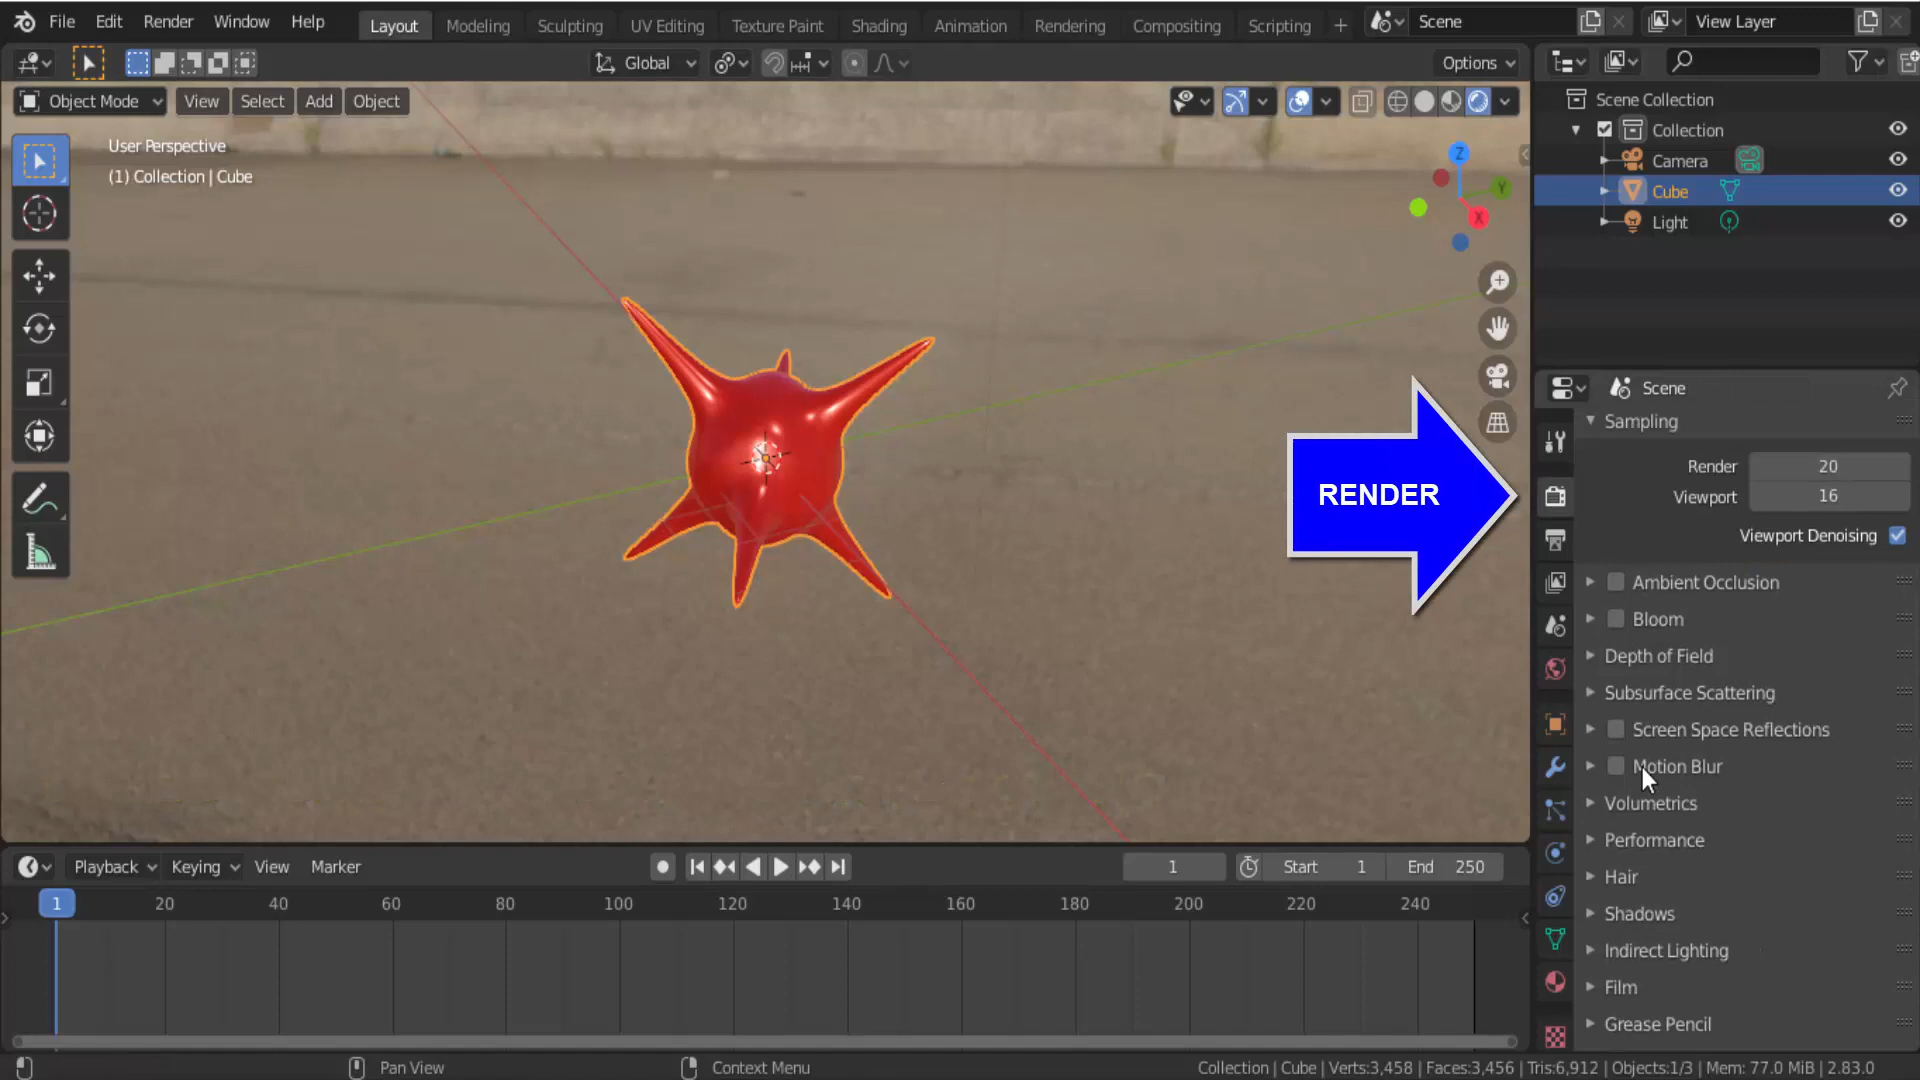 File Edit Render Window Help Layout Modeling Sculpting UV Editing Texture Paint Shading Animation Rendering Compositing Scripting + Scene View Layer
Global Options
Object Mode View Select Add Object
User Perspective
(1) Collection | Cube
Z
Y
X
Scene Collection
Collection
Camera
Cube
Light
RENDER
Scene
Sampling
Render 20
Viewport 16
Viewport Denoising
Ambient Occlusion
Bloom
Depth of Field
Subsurface Scattering
Screen Space Reflections
Motion Blur
Volumetrics
Performance
Hair
Shadows
Indirect Lighting
Film
Grease Pencil
Playback Keying View Marker 1 Start 1 End 250
1 20 40 60 80 100 120 140 160 180 200 220 240
Pan View Context Menu Collection | Cube | Verts:3,458 | Faces:3,456 | Tris:6,912 | Objects:1/3 | Mem: 77.0 MiB | 2.83.0